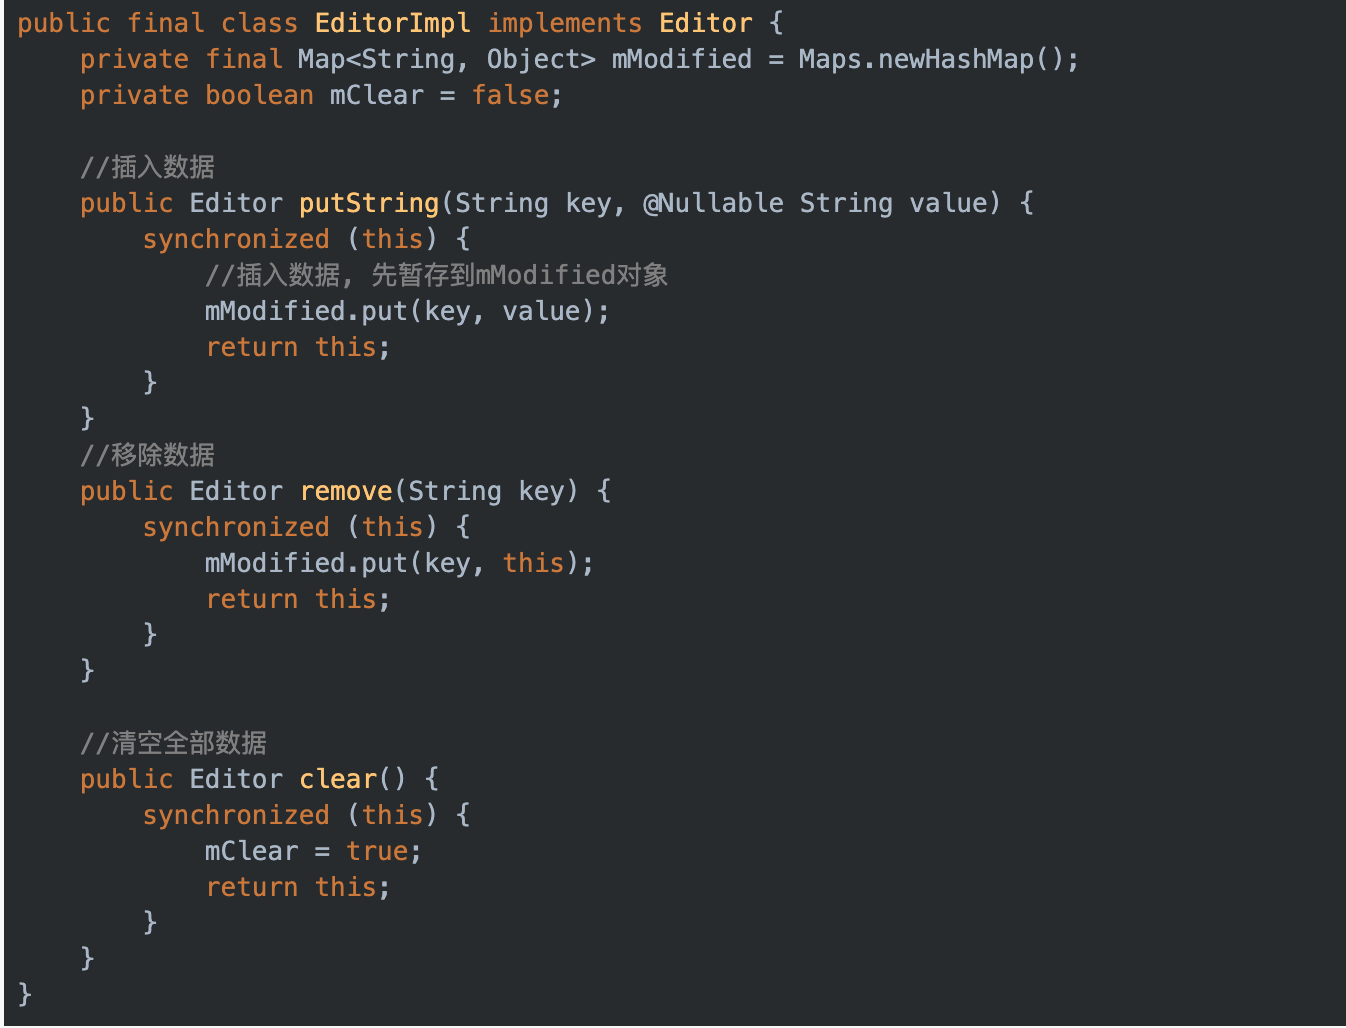 public final class EditorImpl implements Editor {
    private final Map<String, Object> mModified = Maps.newHashMap();
    private boolean mClear = false;

    //插入数据
    public Editor putString(String key, @Nullable String value) {
        synchronized (this) {
            //插入数据, 先暂存到mModified对象
            mModified.put(key, value);
            return this;
        }
    }
    //移除数据
    public Editor remove(String key) {
        synchronized (this) {
            mModified.put(key, this);
            return this;
        }
    }

    //清空全部数据
    public Editor clear() {
        synchronized (this) {
            mClear = true;
            return this;
        }
    }
}